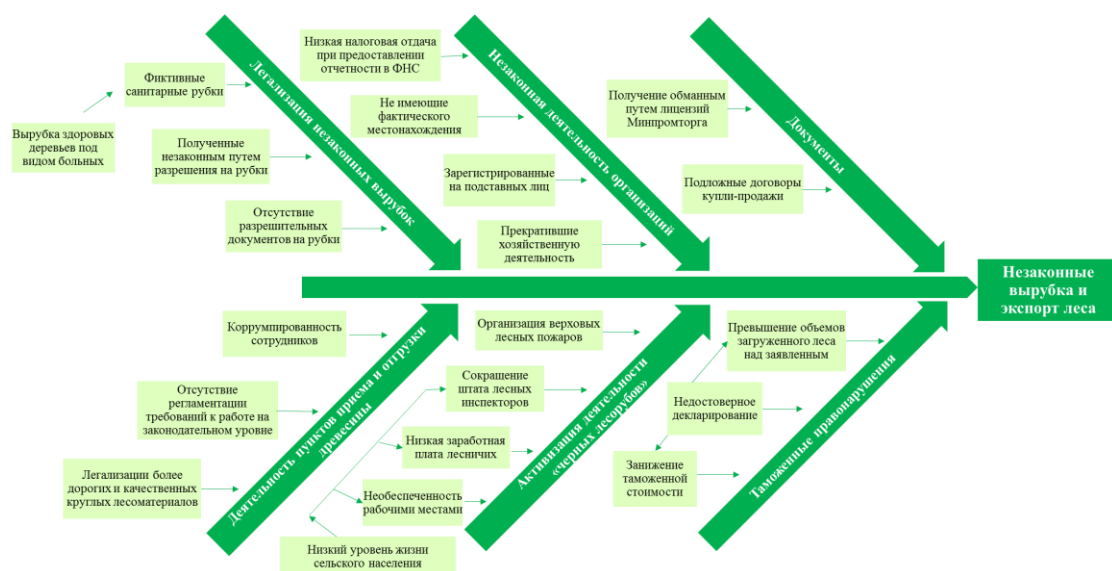 Низкая налоговая отдача
при предоставлении
отчетности в ФНС
Фиктивные
санитарные рубки
Легализация незаконных вырубок
Вырубка здоровых
деревьев под
видом больных
Полученные
незаконным путем
разрешения на рубки
Отсутствие
разрешительных
документов на рубки
Не имеющие
фактического
местонахождения
Незаконная деятельность организаций
Зарегистрированные
на подставных лиц
Прекратившие
хозяйственную
деятельность
Получение обманным
путем лицензий
Минпромторга
Документы
Подложные договоры
купли-продажи
Незаконные
вырубка и
экспорт леса
Коррумпированность
сотрудников
Отсутствие
регламентации
требований к работе на
законодательном уровне
Легализации более
дорогих и качественных
круглых лесоматериалов
Деятельность пунктов приема и отгрузки
древесины
Организация верховых
лесных пожаров
Сокращение
штата лесных
инспекторов
Низкая заработная
плата лесничих
Необеспеченность
рабочими местами
Низкий уровень жизни
сельского населения
Активизация деятельности
«черных лесорубов»
Превышение объемов
загруженного леса
над заявленным
Недостоверное
декларирование
Занижение
таможенной
стоимости
Таможенные правонарушения